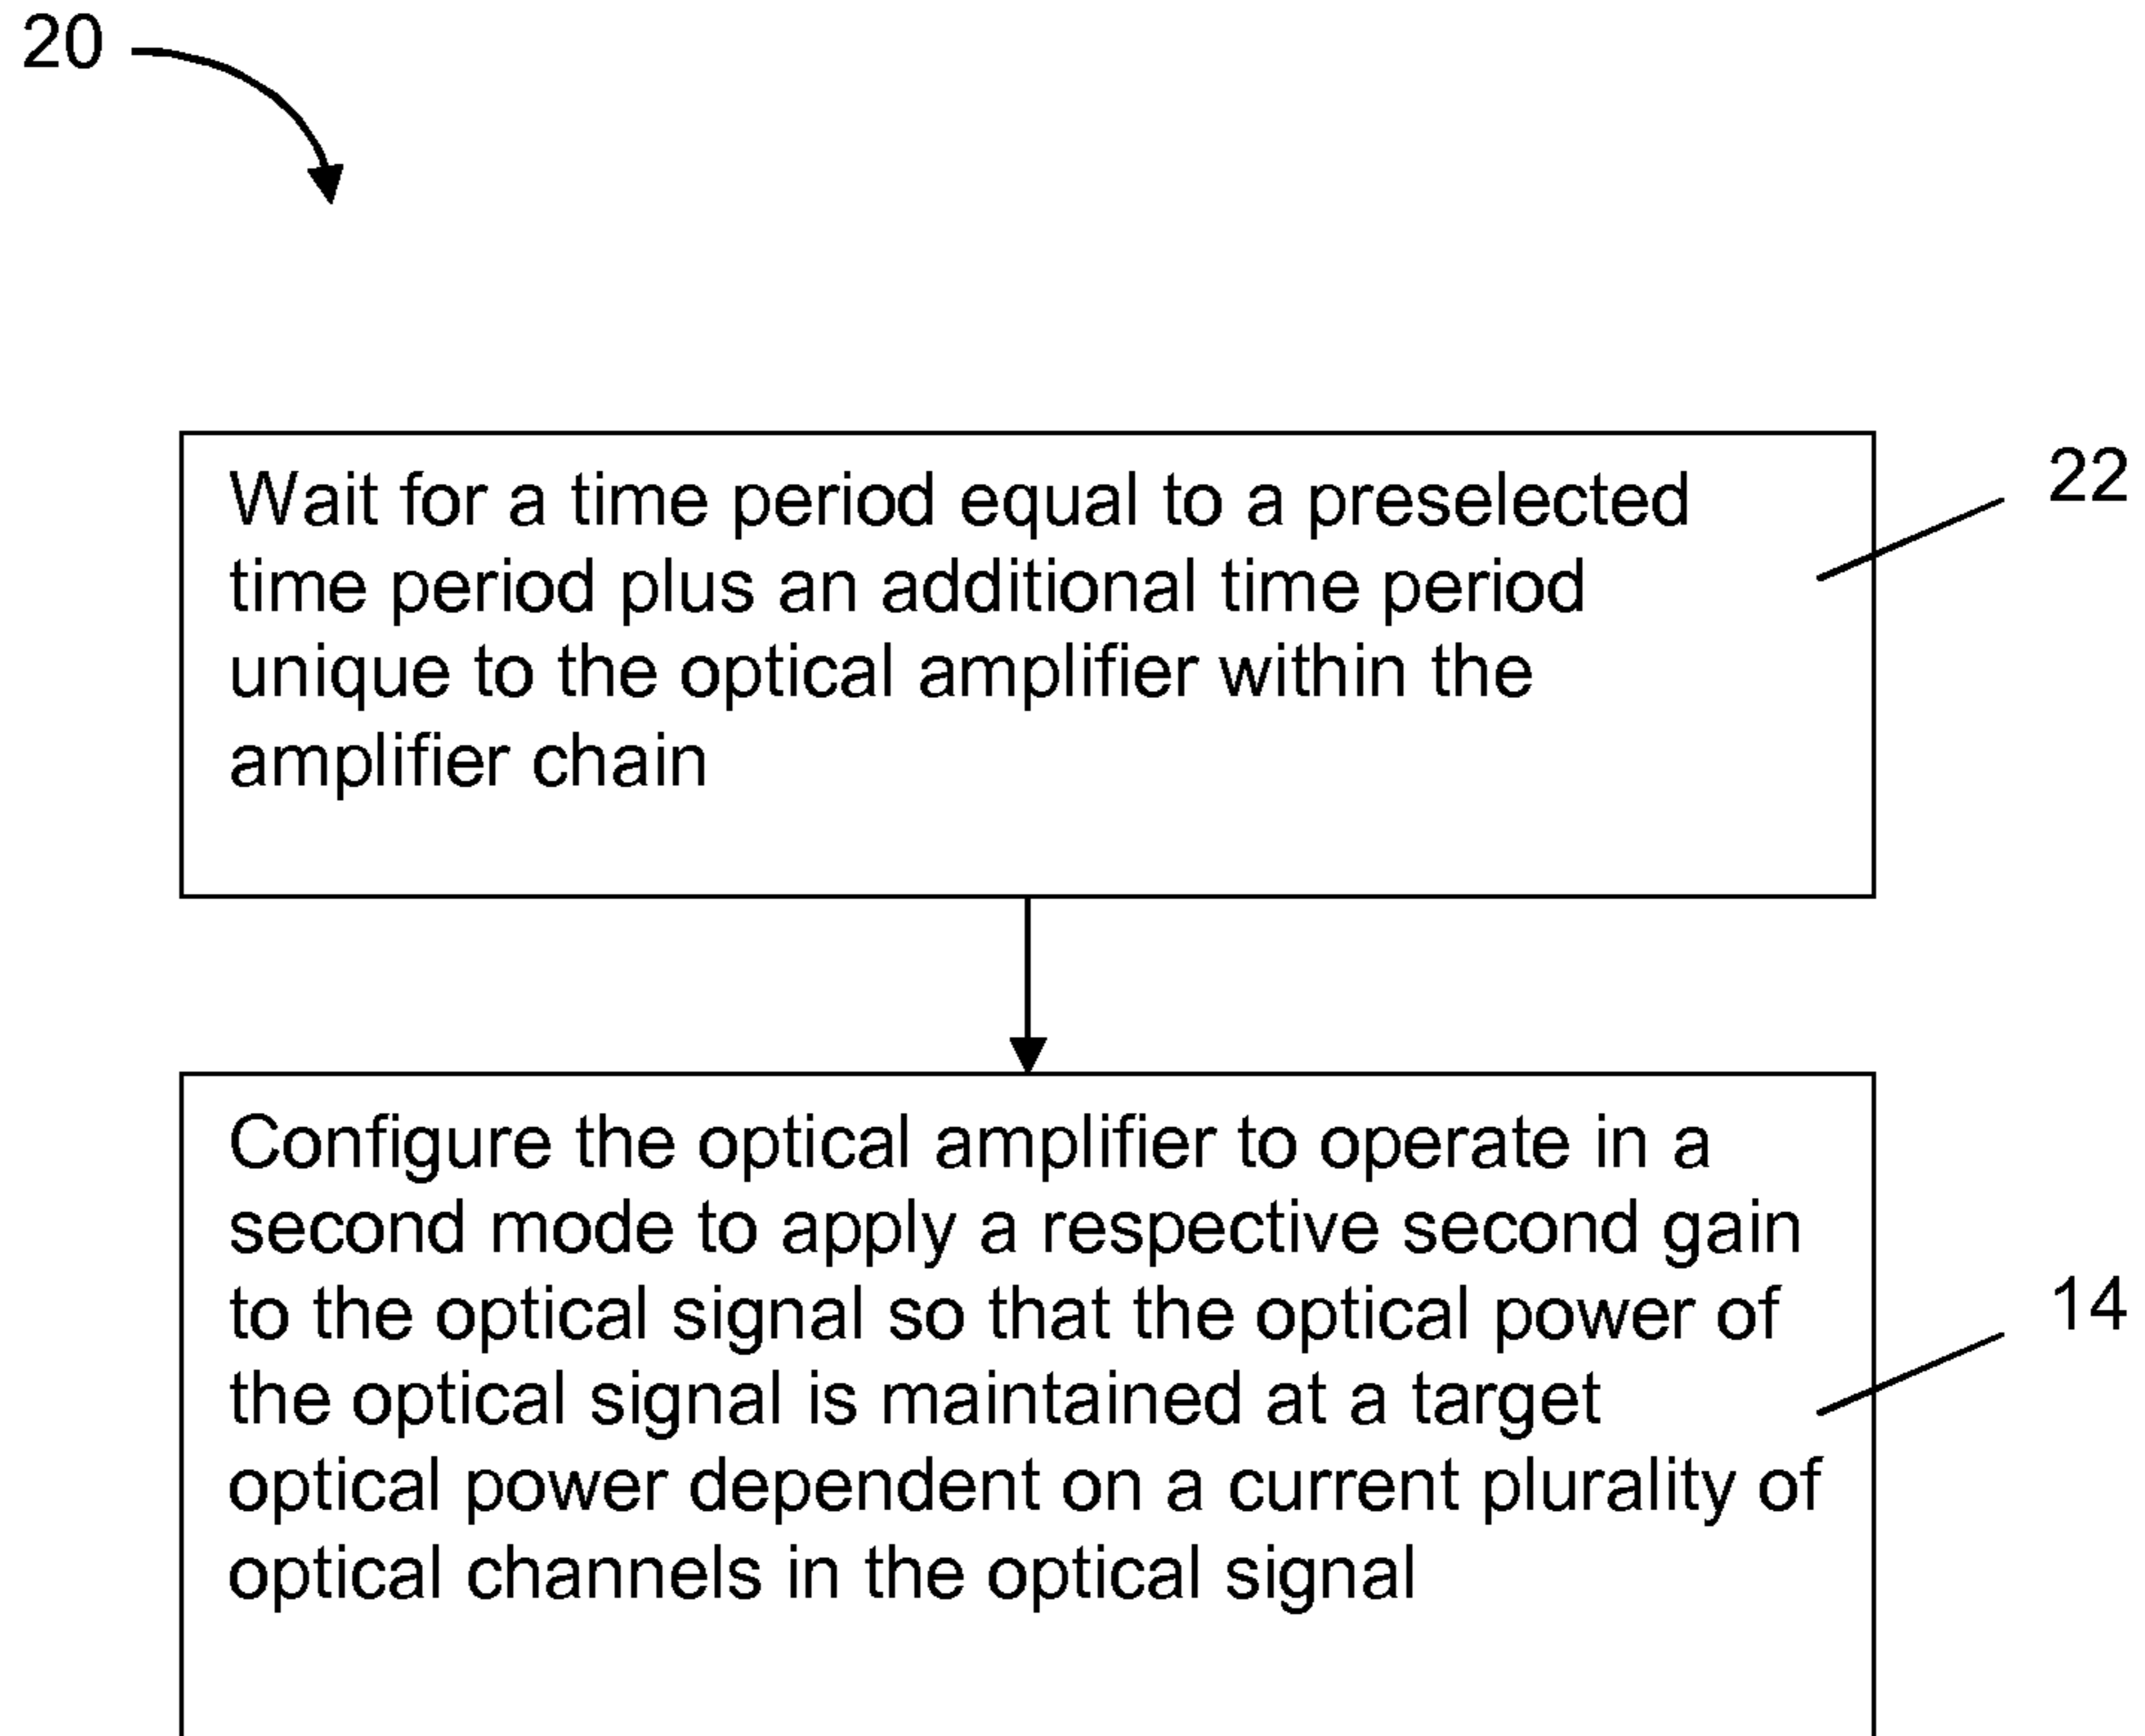 20
Wait for a time period equal to a preselected
time period plus an additional time period
unique to the optical amplifier within the
amplifier chain
22
Configure the optical amplifier to operate in a
second mode to apply a respective second gain
to the optical signal so that the optical power of
the optical signal is maintained at a target
optical power dependent on a current plurality of
optical channels in the optical signal
14